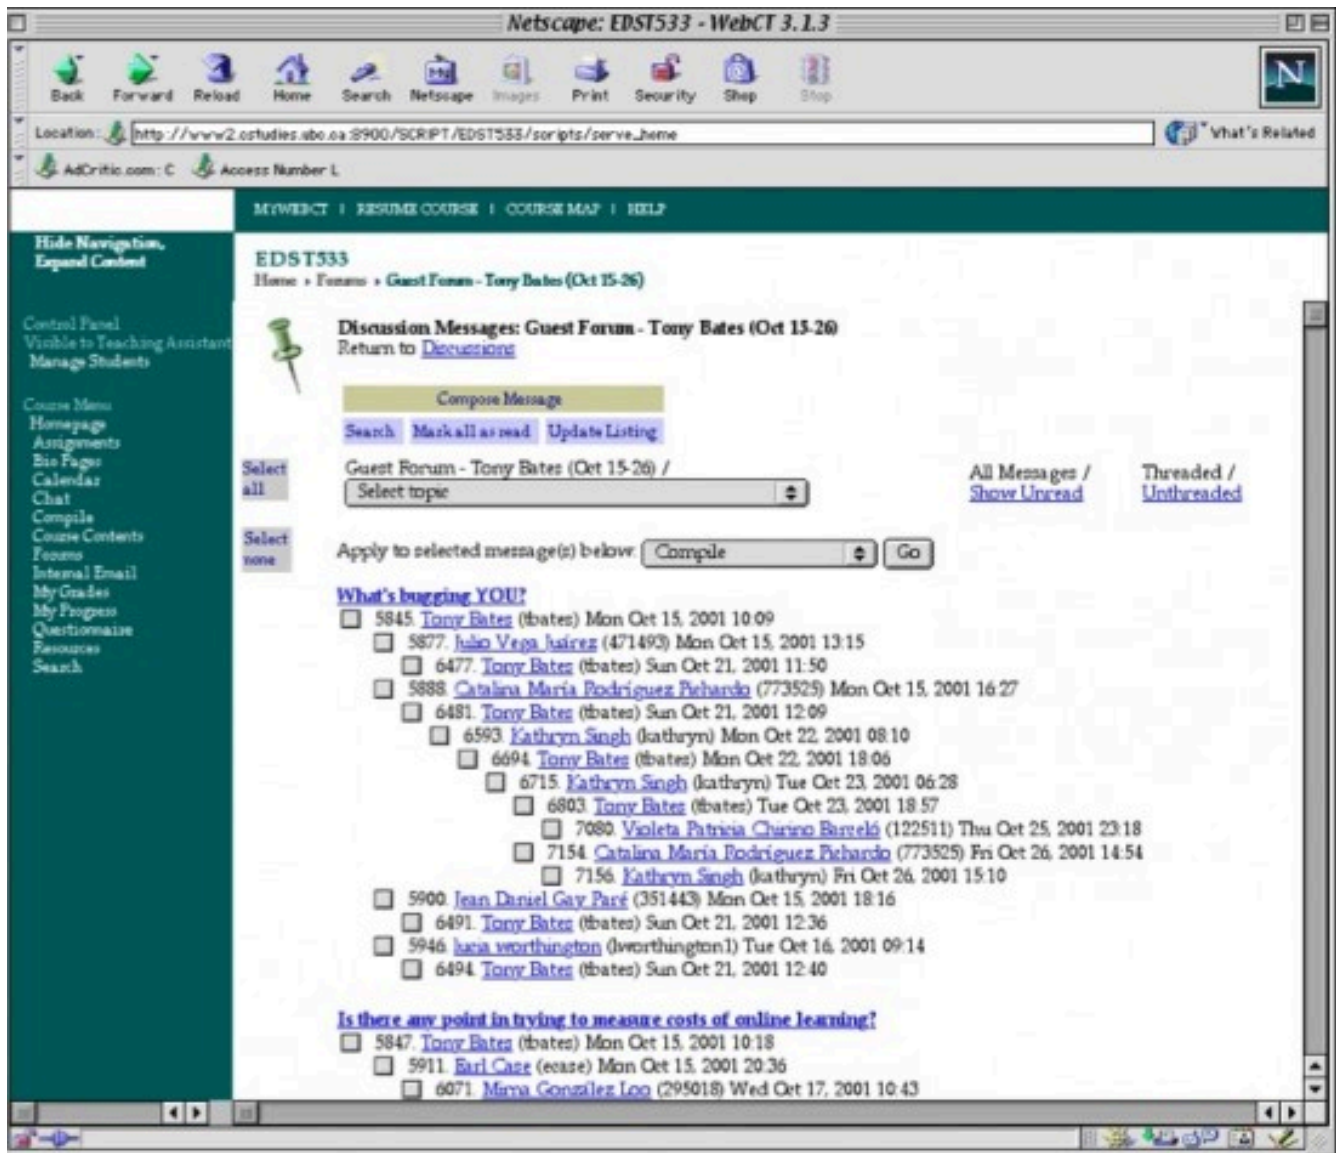 Netscape: EDST533 - WebCT 3.1.3
Back Forward Reload Home Search Netscape Images Print Security Shop Stop
Location: http://www2.cstudies.ubc.ca:8900/SCRIPT/EDST533/scripts/serve_home What's Related
AdCritic.com: C Access Number L
MYWEBCT | RESUME COURSE | COURSE MAP | HELP
Hide Navigation,
Expand Content
Control Panel
Visible to Teaching Assistant
Manage Students
Course Menu
Homepage
Assignments
Bio Pages
Calendar
Chat
Compile
Course Contents
Forums
Internal Email
My Grades
My Progress
Questionnaire
Resources
Search
EDST533
Home › Forums › Guest Forum - Tony Bates (Oct 15-26)
Discussion Messages: Guest Forum - Tony Bates (Oct 15-26)
Return to Discussions
Compose Message
Search Mark all as read Update Listing
Select
all
Guest Forum - Tony Bates (Oct 15-26) /
Select topic
All Messages /
Show Unread
Threaded /
Unthreaded
Select
none
Apply to selected message(s) below: Compile Go
What's bugging YOU?
5845. Tony Bates (tbates) Mon Oct 15, 2001 10:09
5877. Julio Vega Juárez (471493) Mon Oct 15, 2001 13:15
6477. Tony Bates (tbates) Sun Oct 21, 2001 11:50
5888. Catalina María Rodríguez Pichardo (773525) Mon Oct 15, 2001 16:27
6481. Tony Bates (tbates) Sun Oct 21, 2001 12:09
6593. Kathryn Singh (kathryn) Mon Oct 22, 2001 08:10
6694. Tony Bates (tbates) Mon Oct 22, 2001 18:06
6715. Kathryn Singh (kathryn) Tue Oct 23, 2001 06:28
6803. Tony Bates (tbates) Tue Oct 23, 2001 18:57
7080. Violeta Patricia Chirino Barceló (122511) Thu Oct 25, 2001 23:18
7154. Catalina María Rodríguez Pichardo (773525) Fri Oct 26, 2001 14:54
7156. Kathryn Singh (kathryn) Fri Oct 26, 2001 15:10
5900. Jean Daniel Gay Paré (351443) Mon Oct 15, 2001 18:16
6491. Tony Bates (tbates) Sun Oct 21, 2001 12:36
5946. lucia worthington (lworthington1) Tue Oct 16, 2001 09:14
6494. Tony Bates (tbates) Sun Oct 21, 2001 12:40
Is there any point in trying to measure costs of online learning?
5847. Tony Bates (tbates) Mon Oct 15, 2001 10:18
5911. Earl Case (ecase) Mon Oct 15, 2001 20:36
6071. Mirna González Loo (295018) Wed Oct 17, 2001 10:43